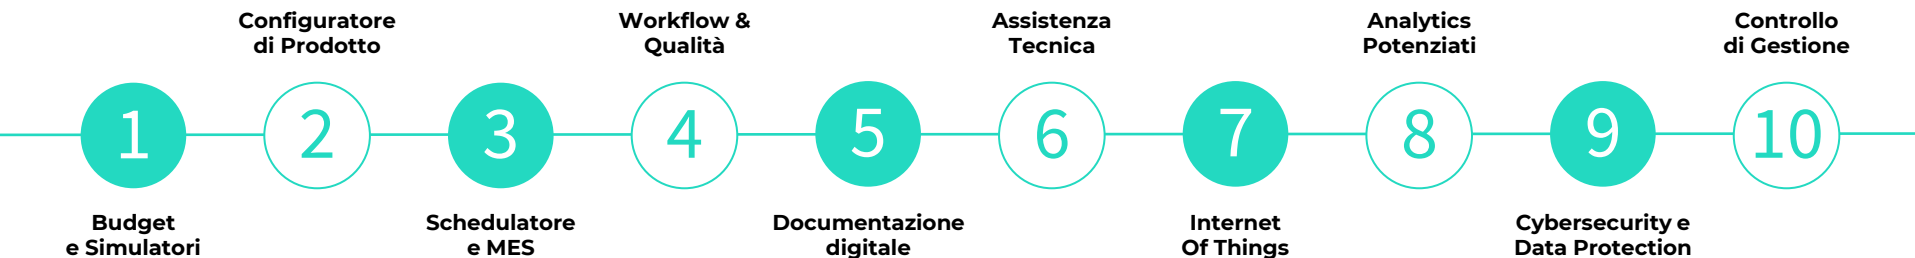 Configuratore
di Prodotto
Workflow &
Qualità
Assistenza
Tecnica
Analytics
Potenziati
Controllo
di Gestione
1
2
3
4
5
6
7
8
9
10
Budget
e Simulatori
Schedulatore
e MES
Documentazione
digitale
Internet
Of Things
Cybersecurity e
Data Protection